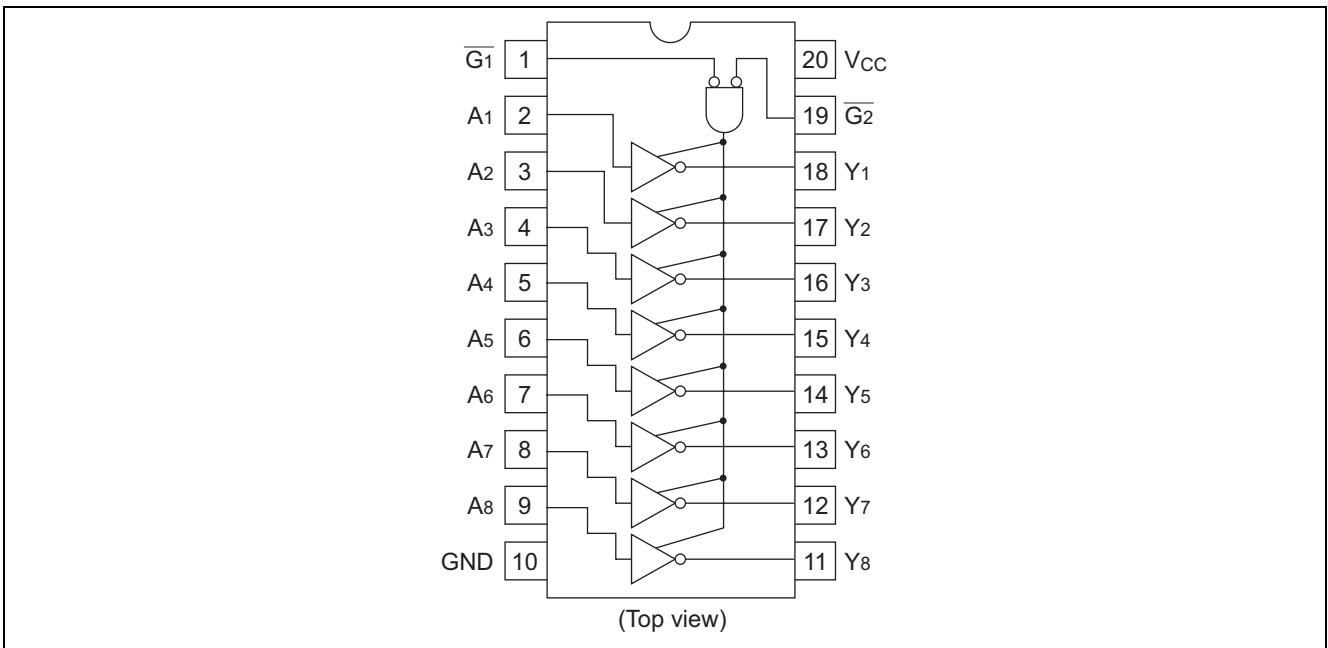 G̅1̅ 1 20 VCC
A1 2 19 G̅2̅
A2 3 18 Y1
A3 4 17 Y2
A4 5 16 Y3
A5 6 15 Y4
A6 7 14 Y5
A7 8 13 Y6
A8 9 12 Y7
GND 10 11 Y8
(Top view)